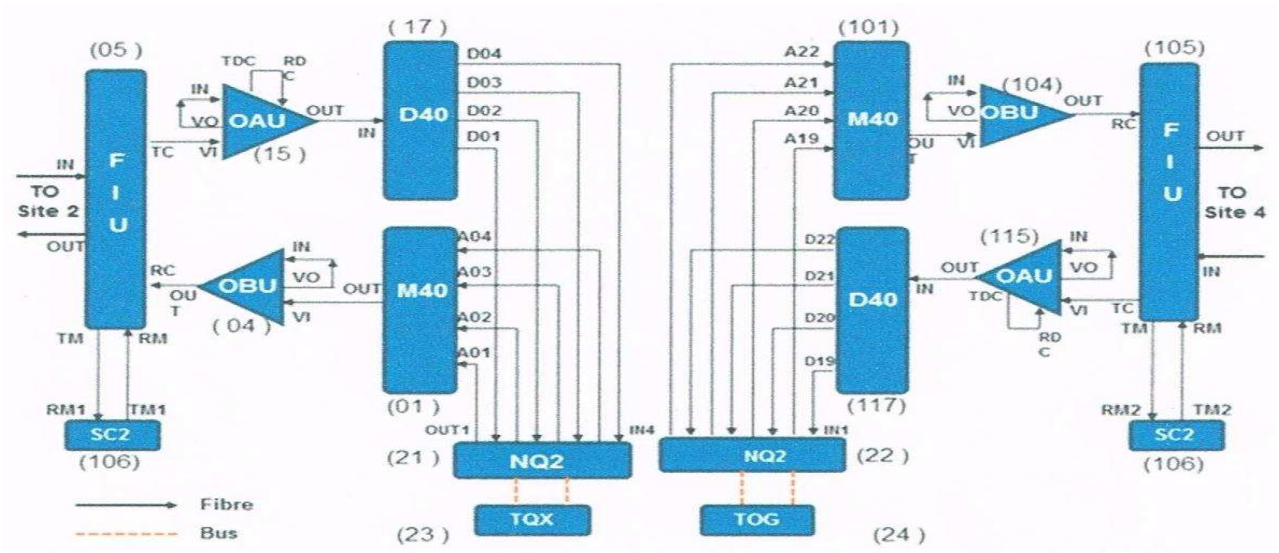 ( 17 )
(101)
(05 )
TDC
RD
C
D04
A22
(105)
IN
OUT
D03
A21
IN
(104)
VO
OAU
D40
D02
A20
M40
VO
OBU
OUT
TC
VI
(15 )
IN
D01
A19
OU
T
VI
RC
OUT
IN
F
I
U
F
I
U
TO
Site 2
TO
Site 4
OUT
A04
D22
(115)
IN
IN
RC
OBU
VO
OUT
M40
A03
D21
D40
IN
OUT
OAU
VO
OU
T
( 04 )
VI
A02
D20
TDC
VI
TC
TM
RM
A01
D19
RD
C
TM
RM
(01 )
(117)
RM1
TM1
OUT1
IN4
IN1
RM2
TM2
SC2
(106)
(21 )
NQ2
NQ2
(22 )
SC2
(106)
Fibre
Bus
(23 )
TQX
TOG
(24 )